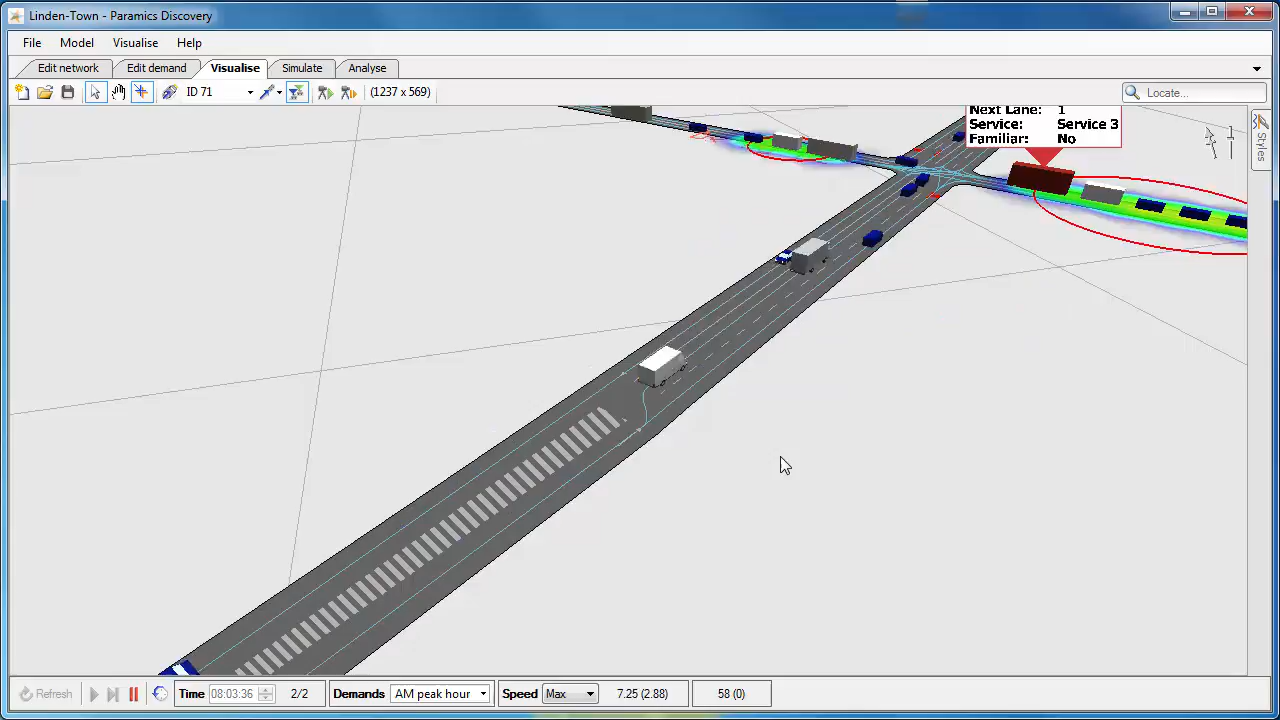 Linden-Town - Paramics Discovery
File Model Visualise Help
Edit network Edit demand Visualise Simulate Analyse
ID 71 (1237 x 569) Locate...
Next Lane: 1
Service: Service 3
Familiar: No
1
Styles
Refresh Time 08:03:36 2/2 Demands AM peak hour Speed Max 7.25 (2.88) 58 (0)